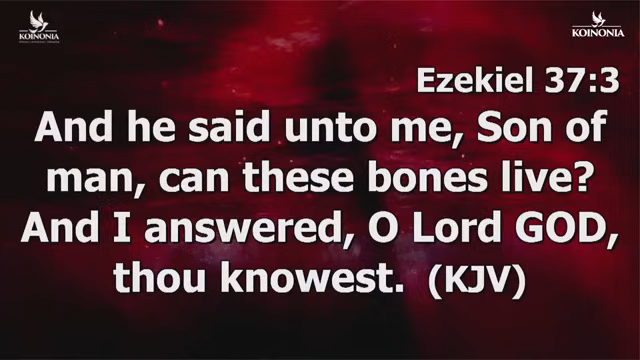 KOINONIA
KOINONIA
Ezekiel 37:3
And he said unto me, Son of
man, can these bones live?
And I answered, O Lord GOD,
thou knowest. (KJV)